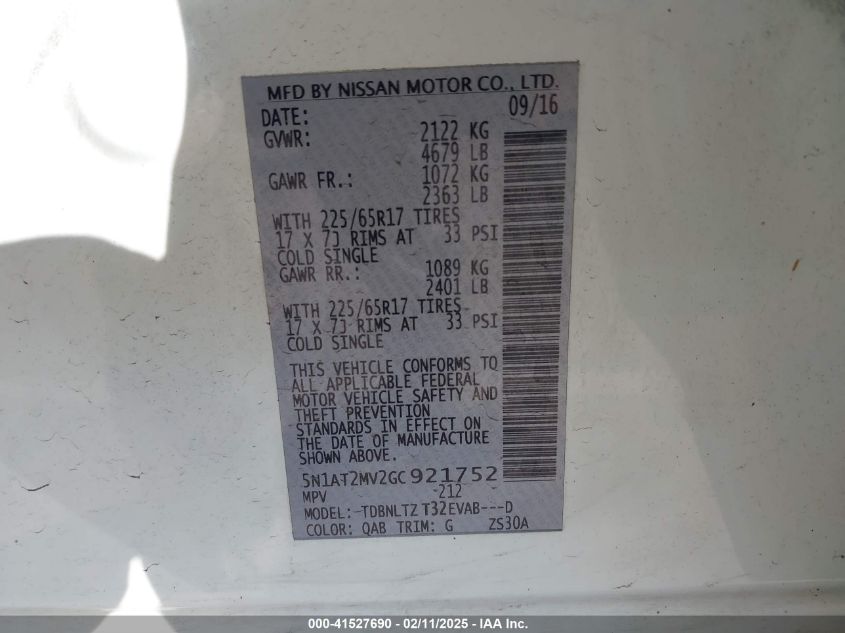 MFD BY NISSAN MOTOR CO., LTD.
DATE: 09/16
GVWR: 2122 KG
4679 LB
GAWR FR.: 1072 KG
2363 LB
WITH 225/65R17 TIRES
17 X 7J RIMS AT 33 PSI
COLD SINGLE
GAWR RR.: 1089 KG
2401 LB
WITH 225/65R17 TIRES
17 X 7J RIMS AT 33 PSI
COLD SINGLE
THIS VEHICLE CONFORMS TO
ALL APPLICABLE FEDERAL
MOTOR VEHICLE SAFETY AND
THEFT PREVENTION
STANDARDS IN EFFECT ON
THE DATE OF MANUFACTURE
SHOWN ABOVE.
5N1AT2MV2GC921752
MPV -212
MODEL: TDBNLTZ T32EVAB---D
COLOR: QAB TRIM: G ZS30A
000-41527690 - 02/11/2025 - IAA Inc.